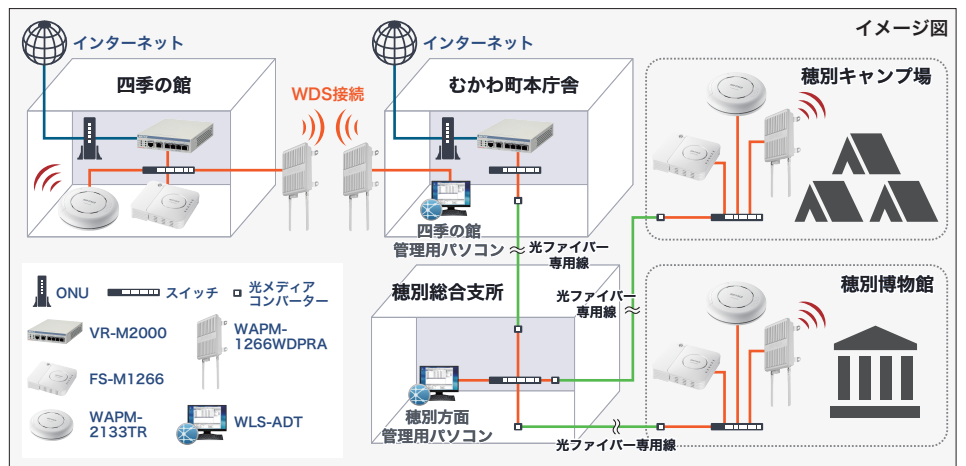 イメージ図
インターネット
四季の館
WDS接続
インターネット
むかわ町本庁舎
四季の館
管理用パソコン
光ファイバー
専用線
穂別キャンプ場
穂別総合支所
光ファイバー
専用線
穂別方面
管理用パソコン
光ファイバー専用線
穂別博物館
ONU
スイッチ
光メディア
コンバーター
VR-M2000
WAPM-
1266WDPRA
FS-M1266
WAPM-
2133TR
WLS-ADT